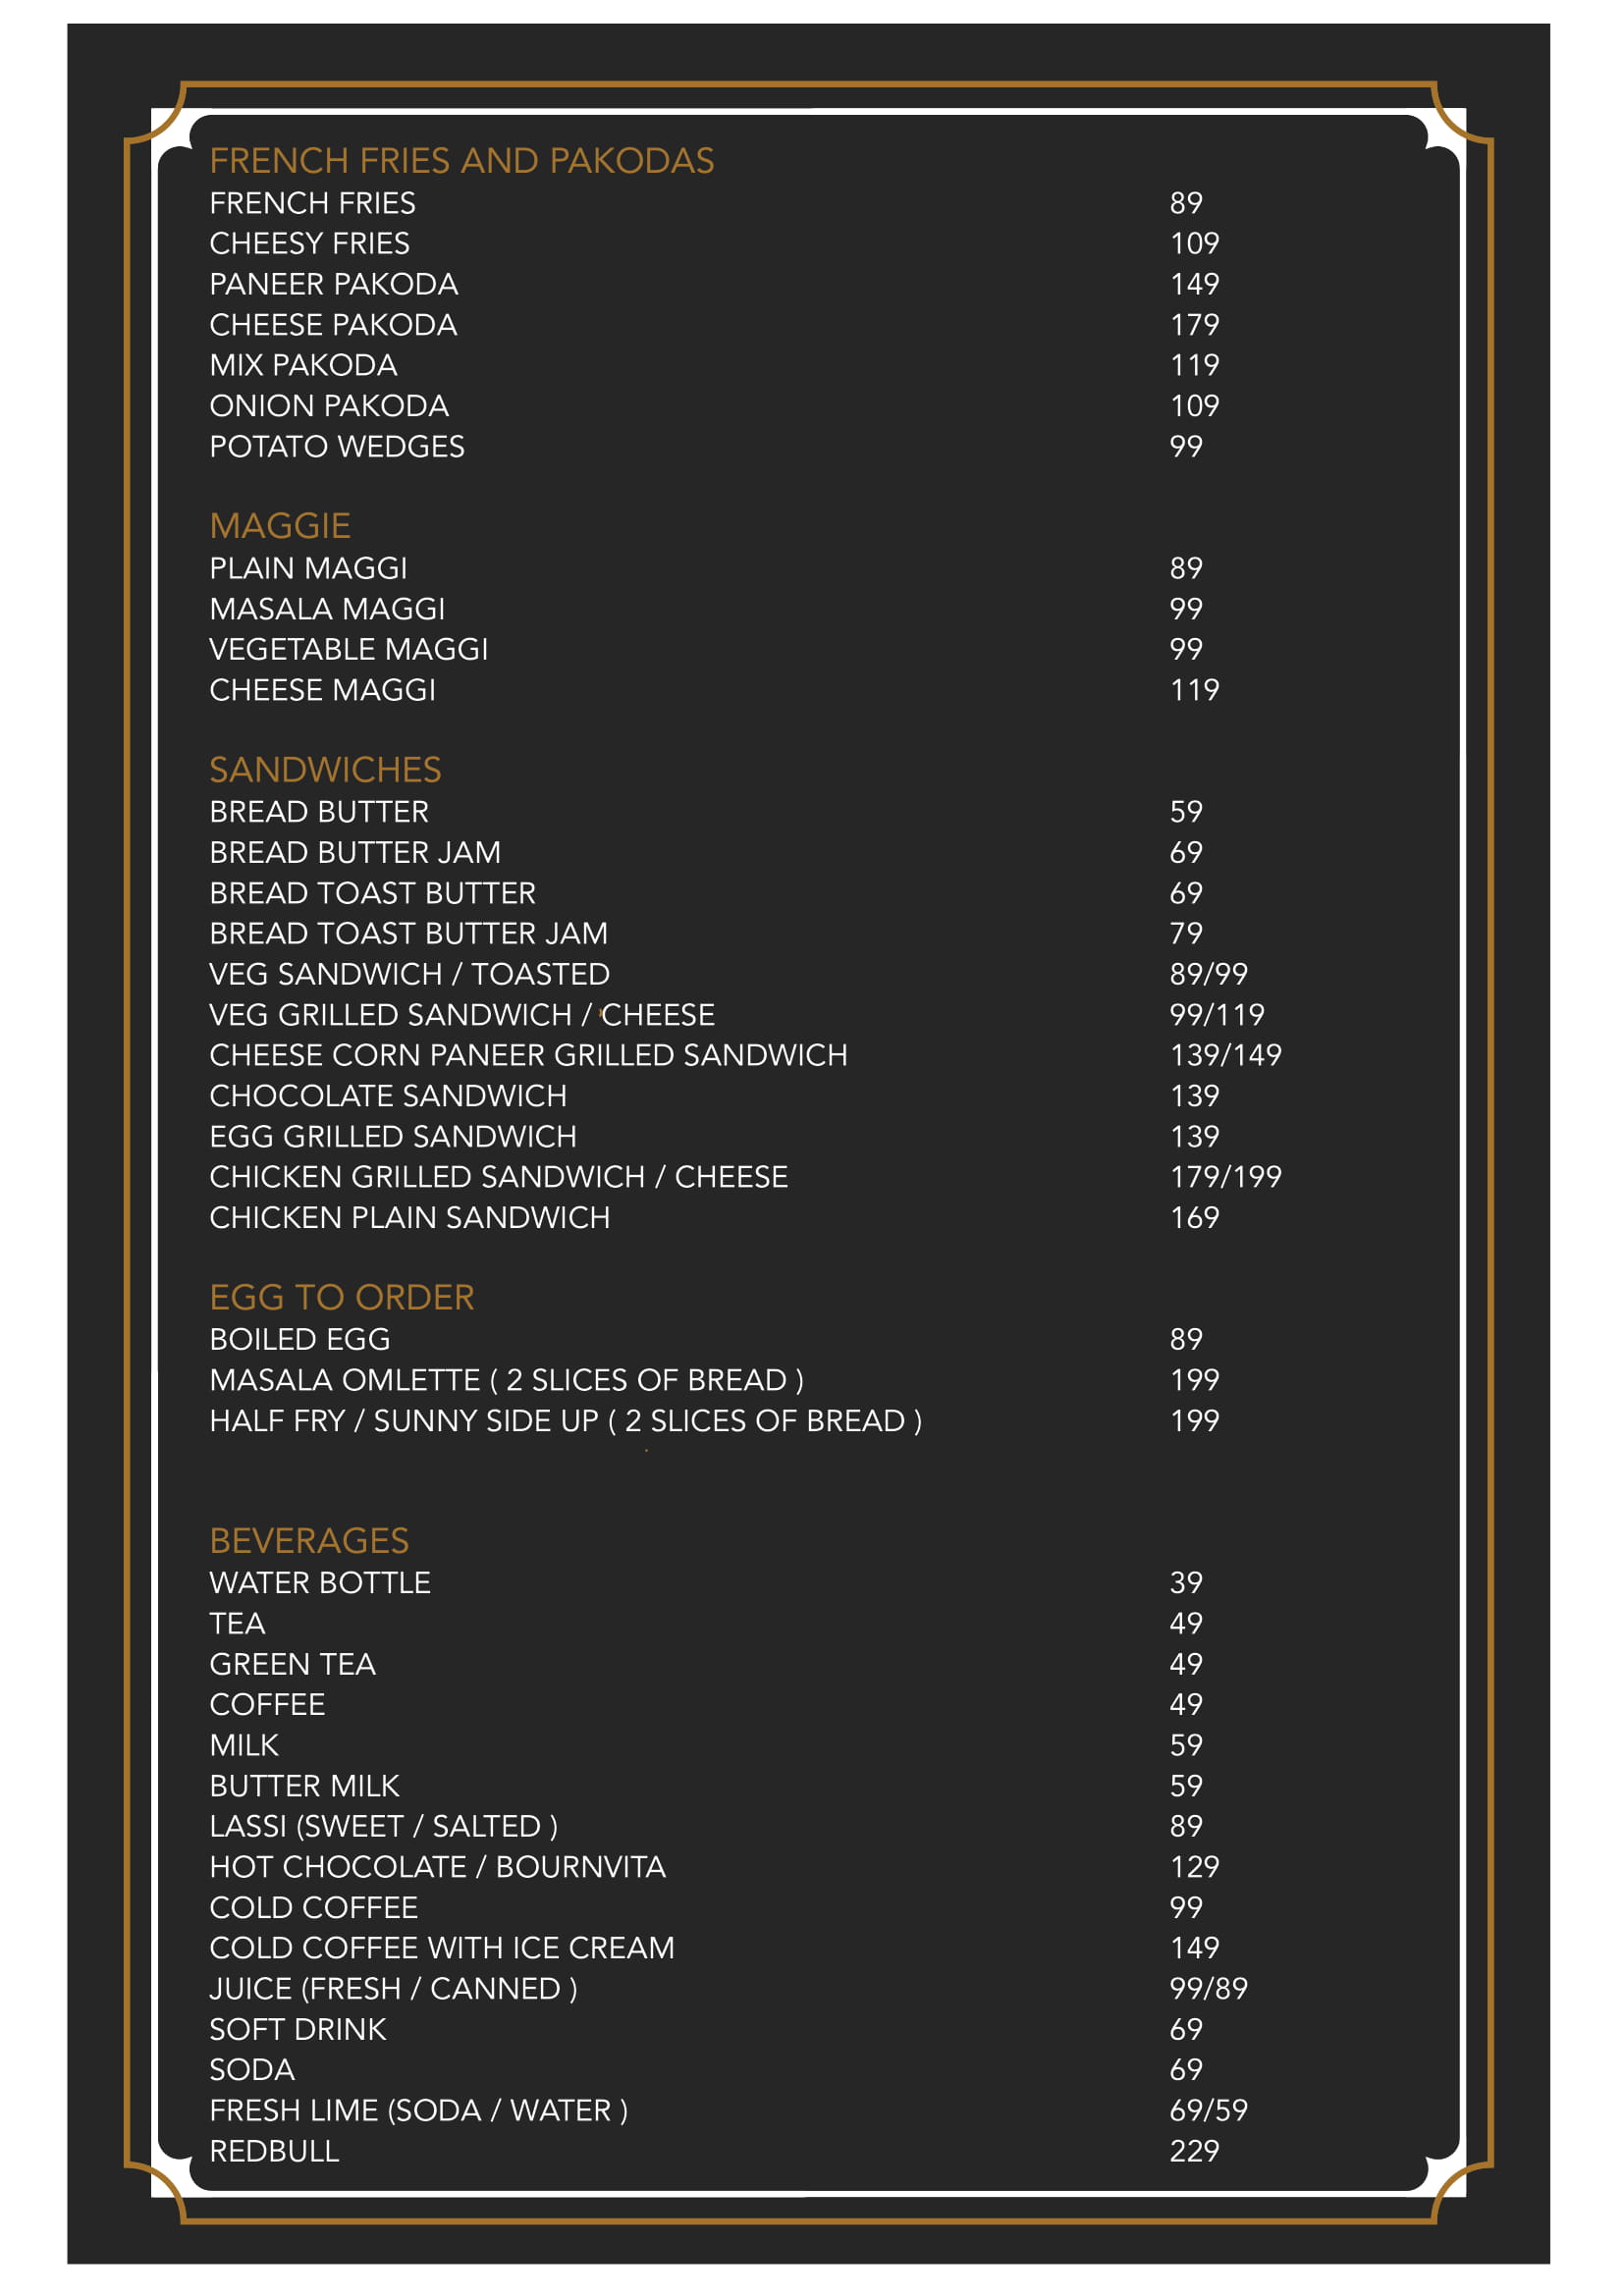 FRENCH FRIES AND PAKODAS
FRENCH FRIES 89
CHEESY FRIES 109
PANEER PAKODA 149
CHEESE PAKODA 179
MIX PAKODA 119
ONION PAKODA 109
POTATO WEDGES 99
MAGGIE
PLAIN MAGGI 89
MASALA MAGGI 99
VEGETABLE MAGGI 99
CHEESE MAGGI 119
SANDWICHES
BREAD BUTTER 59
BREAD BUTTER JAM 69
BREAD TOAST BUTTER 69
BREAD TOAST BUTTER JAM 79
VEG SANDWICH / TOASTED 89/99
VEG GRILLED SANDWICH / CHEESE 99/119
CHEESE CORN PANEER GRILLED SANDWICH 139/149
CHOCOLATE SANDWICH 139
EGG GRILLED SANDWICH 139
CHICKEN GRILLED SANDWICH / CHEESE 179/199
CHICKEN PLAIN SANDWICH 169
EGG TO ORDER
BOILED EGG 89
MASALA OMLETTE ( 2 SLICES OF BREAD ) 199
HALF FRY / SUNNY SIDE UP ( 2 SLICES OF BREAD ) 199
BEVERAGES
WATER BOTTLE 39
TEA 49
GREEN TEA 49
COFFEE 49
MILK 59
BUTTER MILK 59
LASSI (SWEET / SALTED ) 89
HOT CHOCOLATE / BOURNVITA 129
COLD COFFEE 99
COLD COFFEE WITH ICE CREAM 149
JUICE (FRESH / CANNED ) 99/89
SOFT DRINK 69
SODA 69
FRESH LIME (SODA / WATER ) 69/59
REDBULL 229